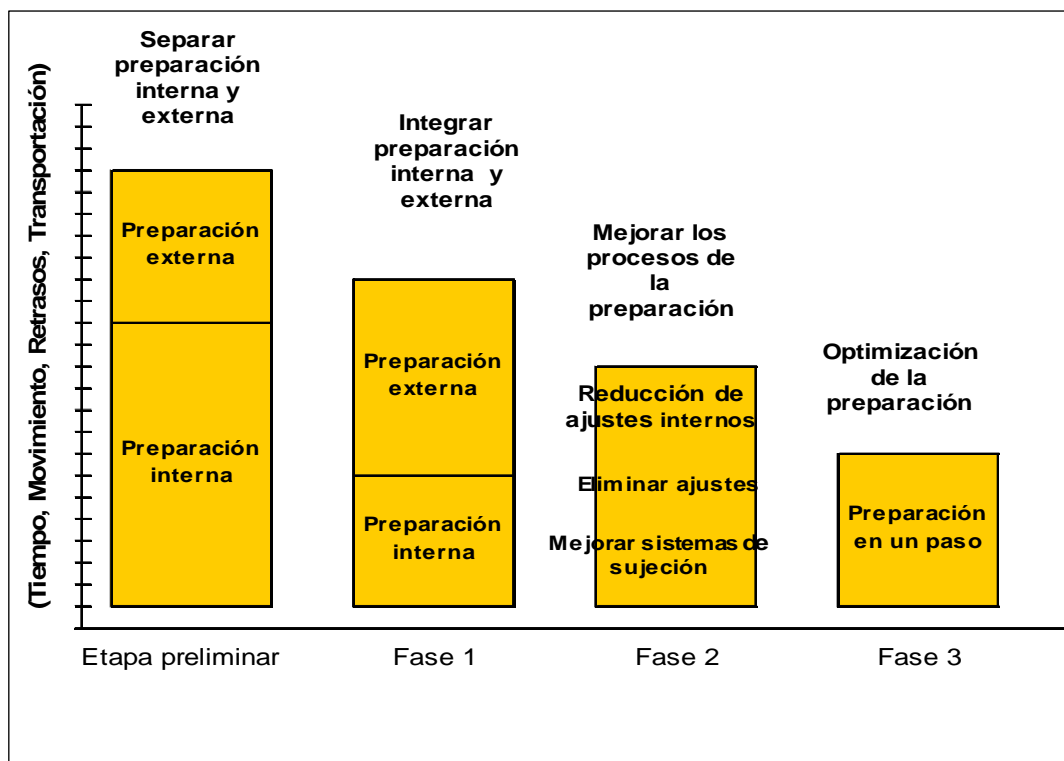 (Tiempo, Movimiento, Retrasos, Transportación)
Separar
preparación
interna y
externa
Preparación
externa
Preparación
interna
Etapa preliminar
Integrar
preparación
interna y
externa
Preparación
externa
Preparación
interna
Fase 1
Mejorar los
procesos de
la
preparación
Reducción de
ajustes internos
Eliminar ajustes
Mejorar sistemas de
sujeción
Fase 2
Optimización
de la
preparación
Preparación
en un paso
Fase 3